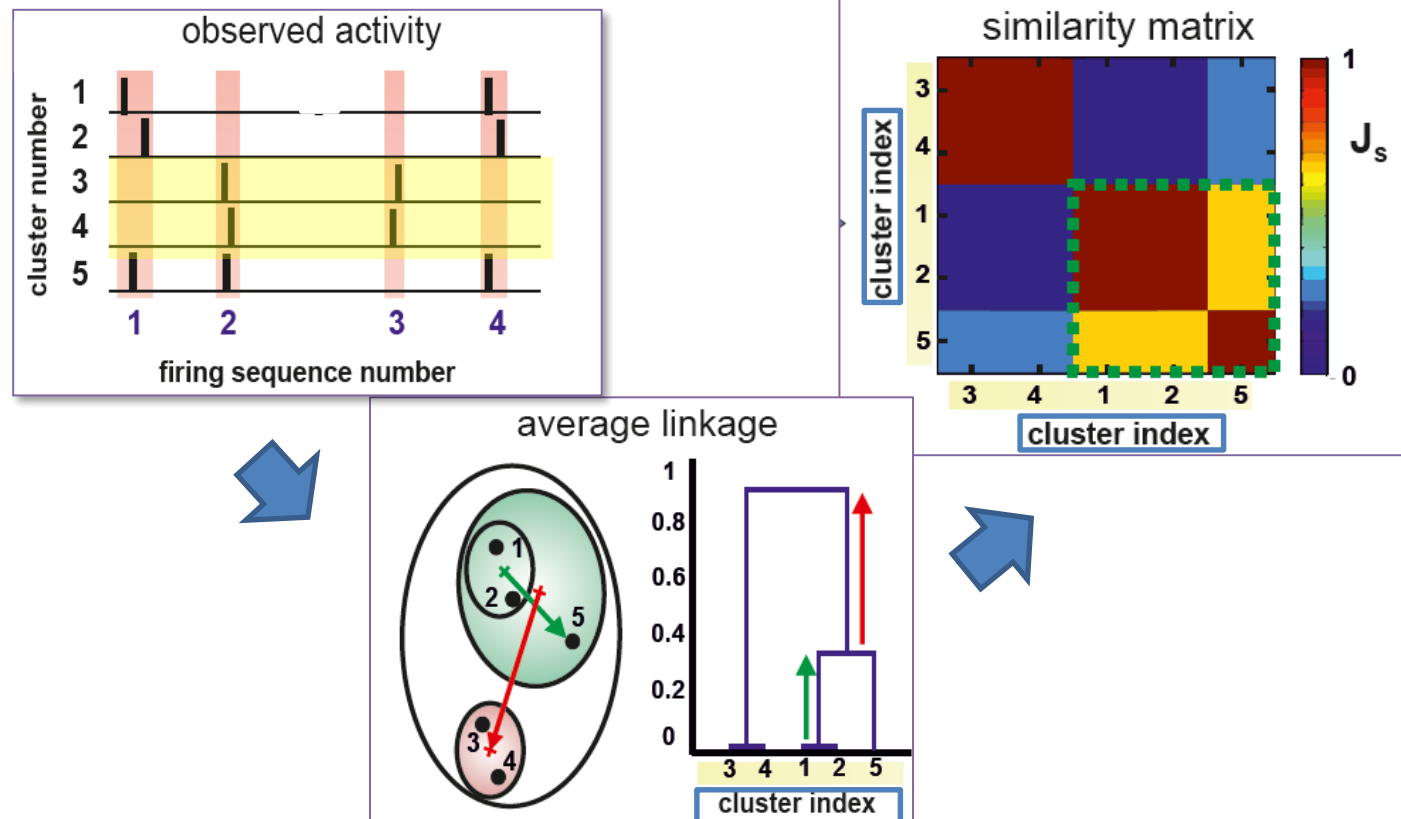 observed activity
cluster number
1
2
3
4
5
1 2 3 4
firing sequence number
similarity matrix
cluster index
3
4
1
2
5
3 4 1 2 5
cluster index
1
Js
0
average linkage
1
2
5
3
4
1
0.8
0.6
0.4
0.2
0
3 4 1 2 5
cluster index